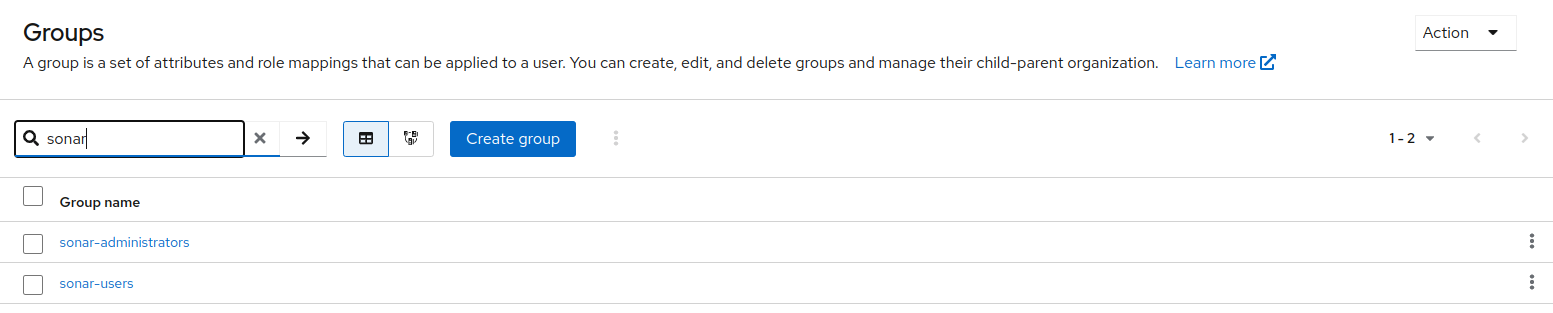 Groups
Action
A group is a set of attributes and role mappings that can be applied to a user. You can create, edit, and delete groups and manage their child-parent organization. Learn more
sonar
Create group
1 - 2
Group name
sonar-administrators
sonar-users